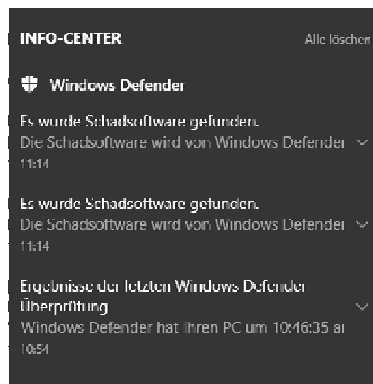 INFO-CENTER
Alle löschen
Windows Defender
Es wurde Schadsoftware gefunden.
Die Schadsoftware wird von Windows Defender
11:14
Es wurde Schadsoftware gefunden.
Die Schadsoftware wird von Windows Defender
11:14
Ergebnisse der letzten Windows Defender
Überprüfung
Windows Defender hat Ihren PC um 10:46:35 au
10:54